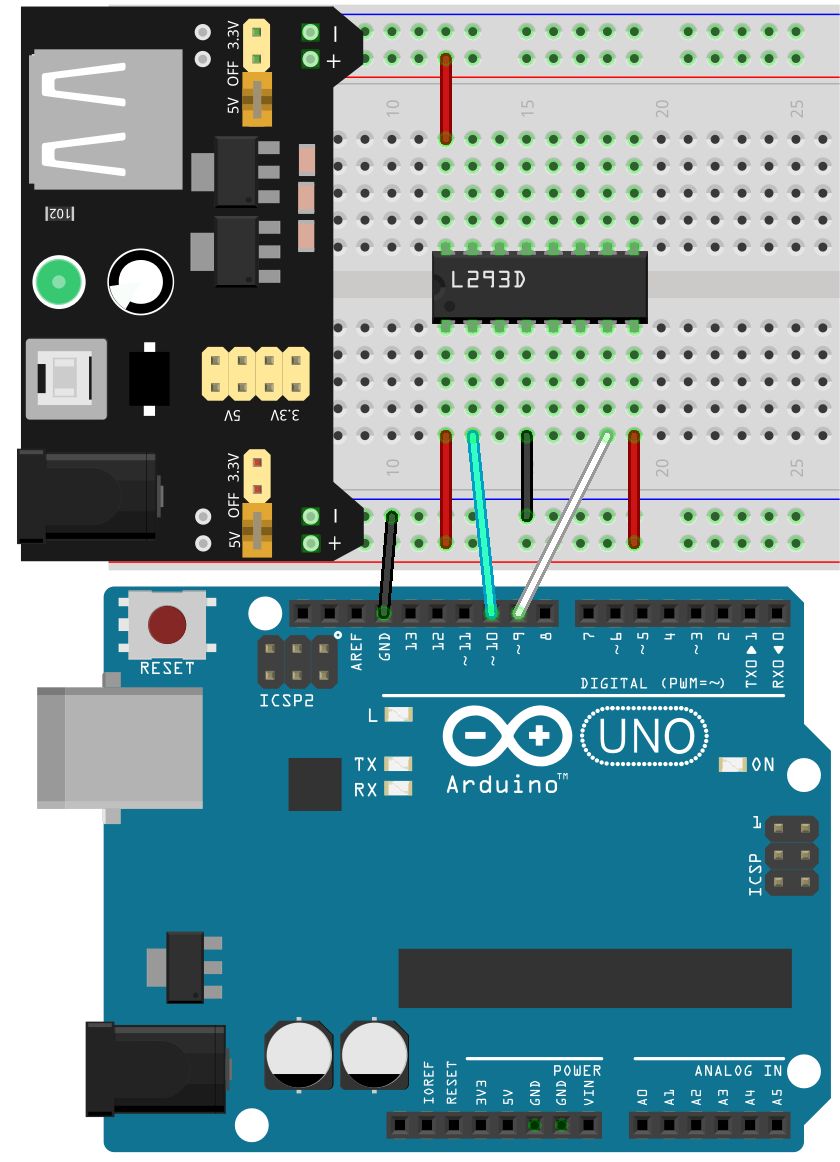 3.3V
OFF
5V
-
+
102
10
15
20
25
L293D
5V
3.3V
3.3V
OFF
5V
-
+
10
20
25
RESET
ICSP2
AREF
GND
13
12
~11
~10
~9
8
7
~6
~5
4
~3
2
TX0▶1
RX0◀0
DIGITAL (PWM=~)
L
TX
RX
Arduino™
UNO
ON
1
ICSP
POWER
ANALOG IN
IOREF
RESET
3V3
5V
GND
GND
VIN
A0
A1
A2
A3
A4
A5